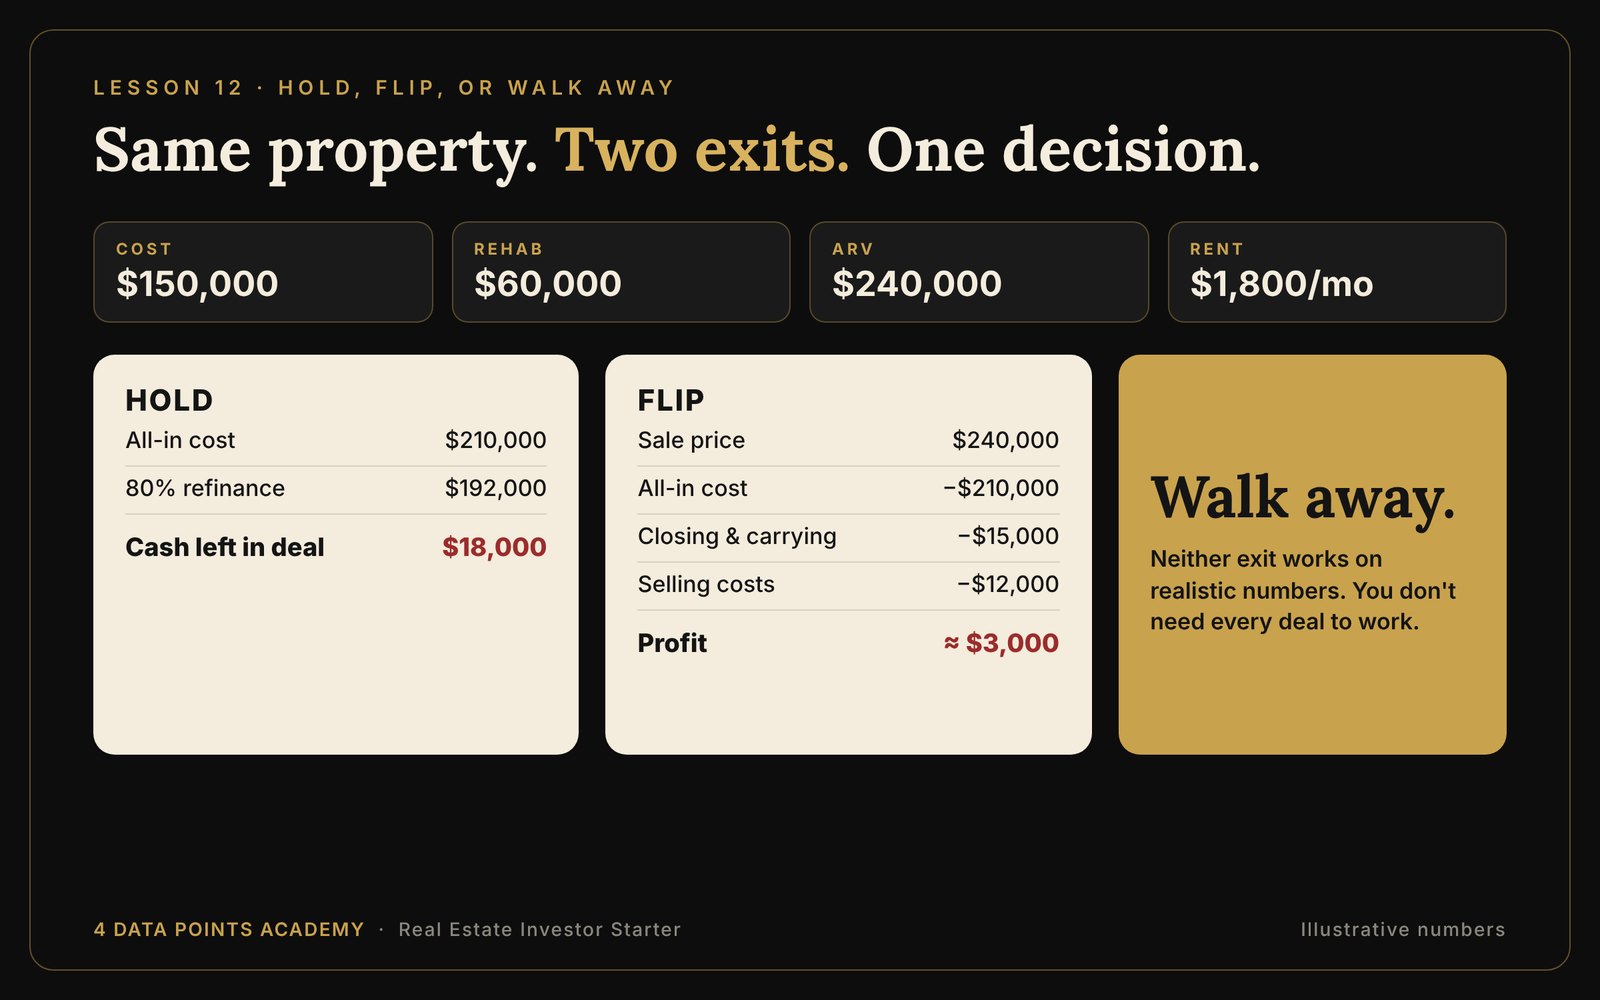 LESSON 12 · HOLD, FLIP, OR WALK AWAY
Same property. Two exits. One decision.
COST
$150,000
REHAB
$60,000
ARV
$240,000
RENT
$1,800/mo
HOLD
All-in cost $210,000
80% refinance $192,000
Cash left in deal $18,000
FLIP
Sale price $240,000
All-in cost −$210,000
Closing & carrying −$15,000
Selling costs −$12,000
Profit ≈ $3,000
Walk away.
Neither exit works on
realistic numbers. You don't
need every deal to work.
4 DATA POINTS ACADEMY · Real Estate Investor Starter
Illustrative numbers